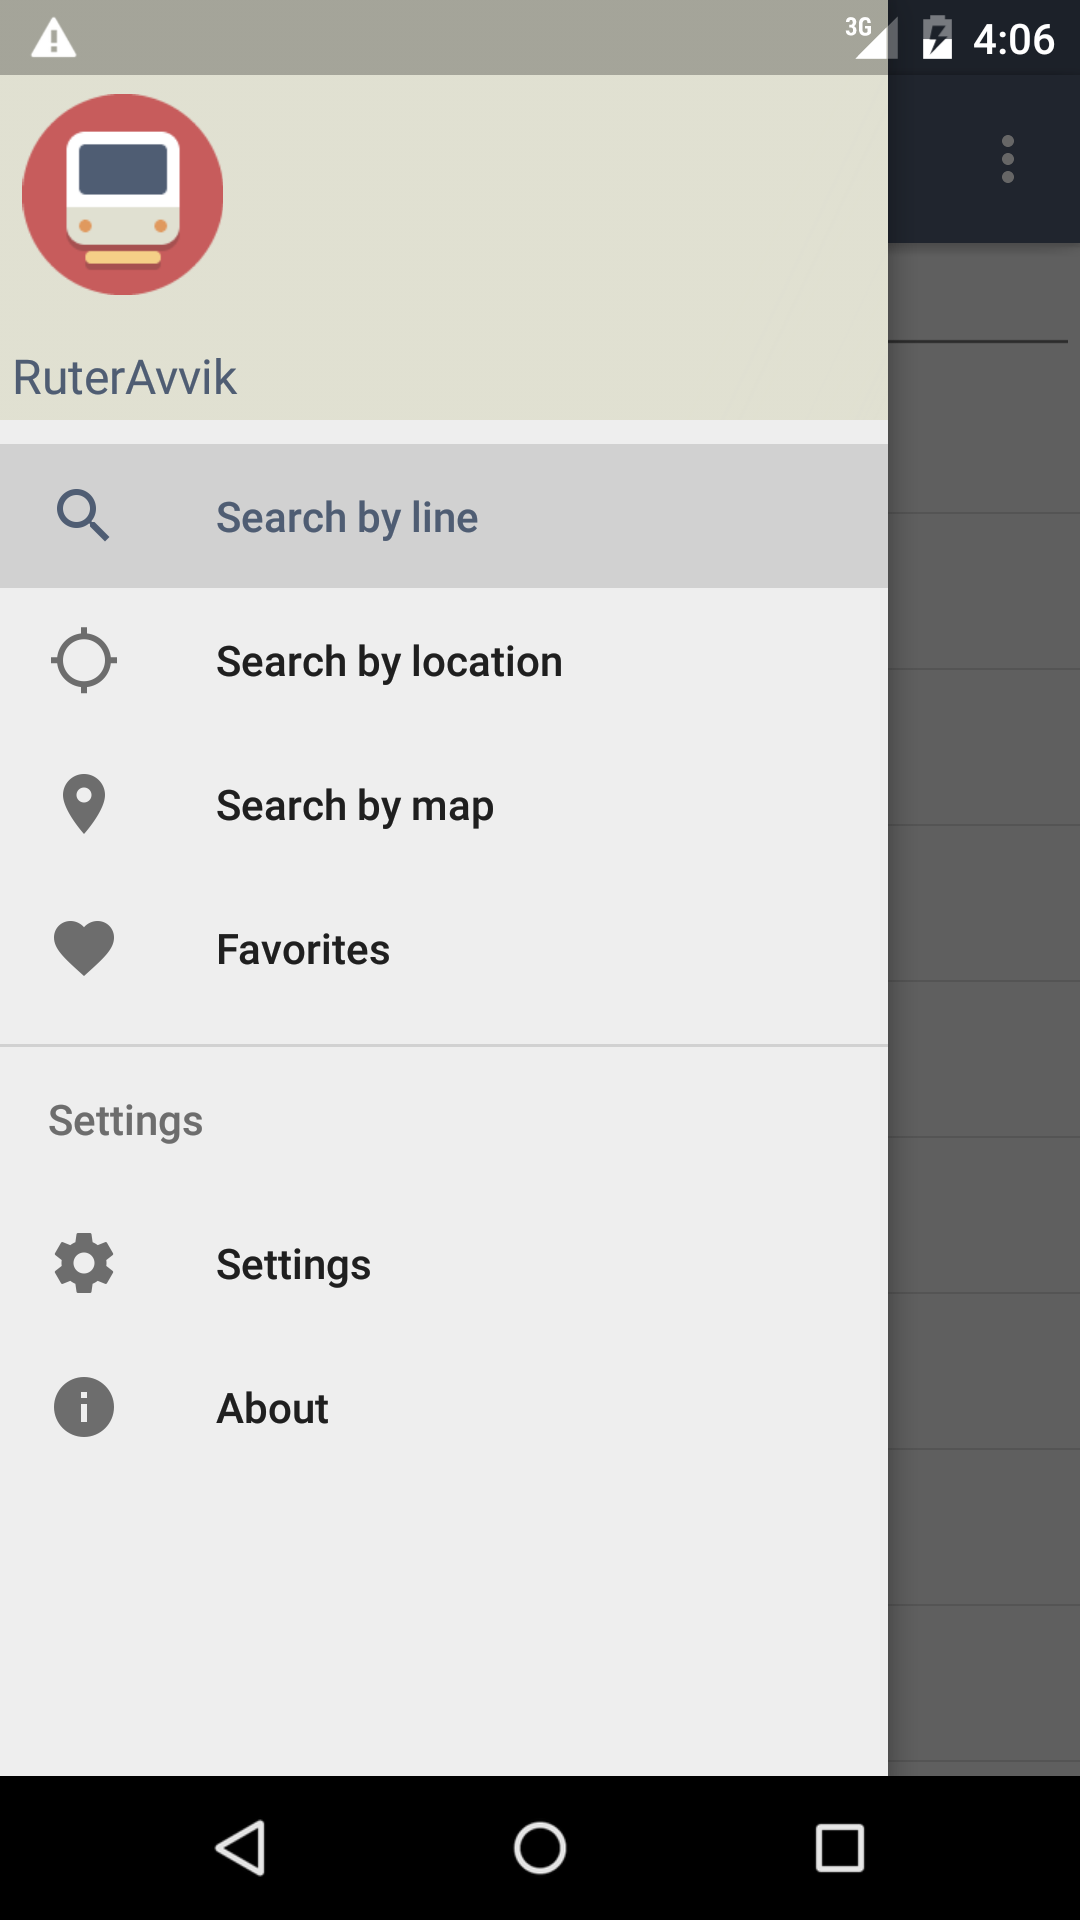 3G 4:06
RuterAvvik
Search by line
Search by location
Search by map
Favorites
Settings
Settings
About